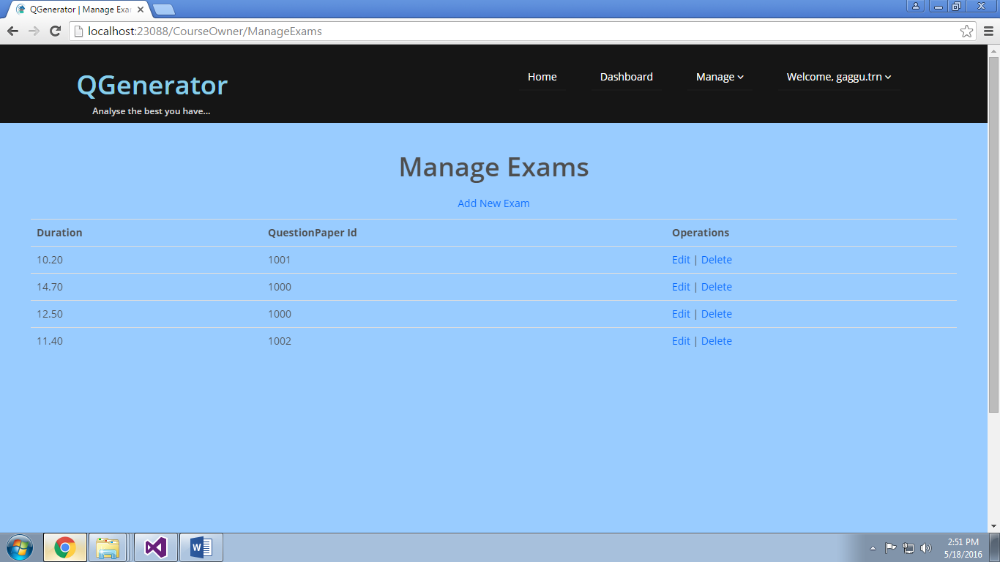 QGenerator | Manage Exa
localhost:23088/CourseOwner/ManageExams
QGenerator
Analyse the best you have...
Home Dashboard Manage Welcome, gaggu.trn
Manage Exams
Add New Exam
Duration QuestionPaper Id Operations
10.20 1001 Edit | Delete
14.70 1000 Edit | Delete
12.50 1000 Edit | Delete
11.40 1002 Edit | Delete
2:51 PM
5/18/2016